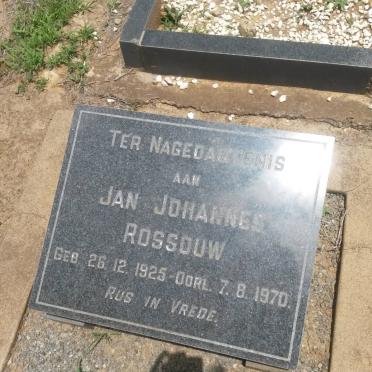 TER NAGEDAGTENIS
AAN
JAN JOHANNES
ROSSOUW
GEB. 26. 12. 1925 - OORL. 7. 8. 1970.
RUS IN VREDE.